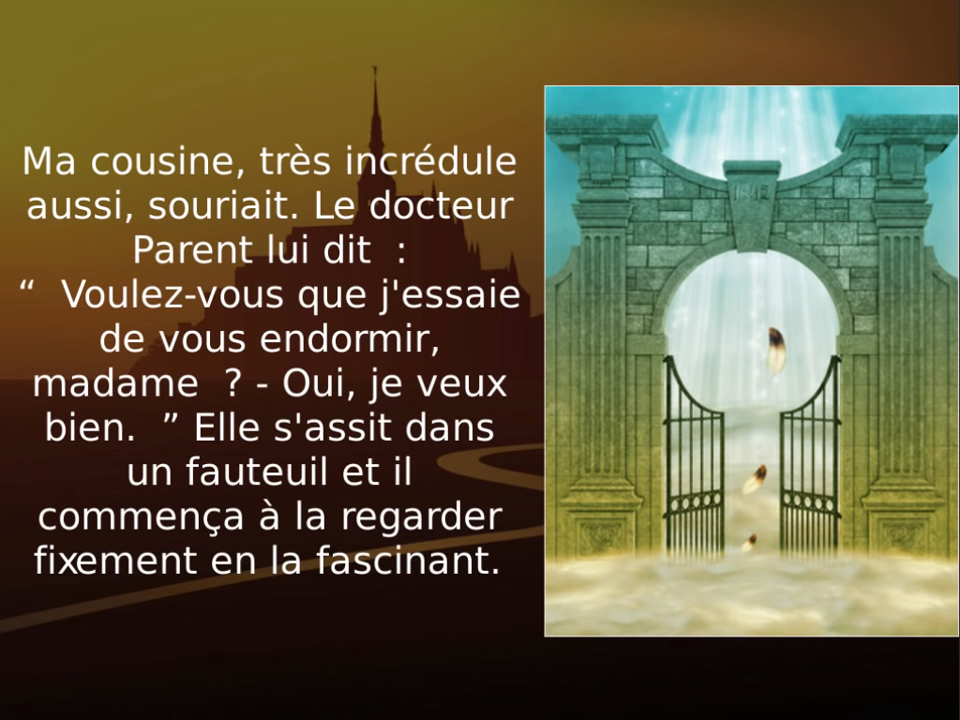 Ma cousine, très incrédule
aussi, souriait. Le docteur
Parent lui dit  :
“  Voulez-vous que j'essaie
de vous endormir,
madame  ? - Oui, je veux
bien.  ” Elle s'assit dans
un fauteuil et il
commença à la regarder
fixement en la fascinant.